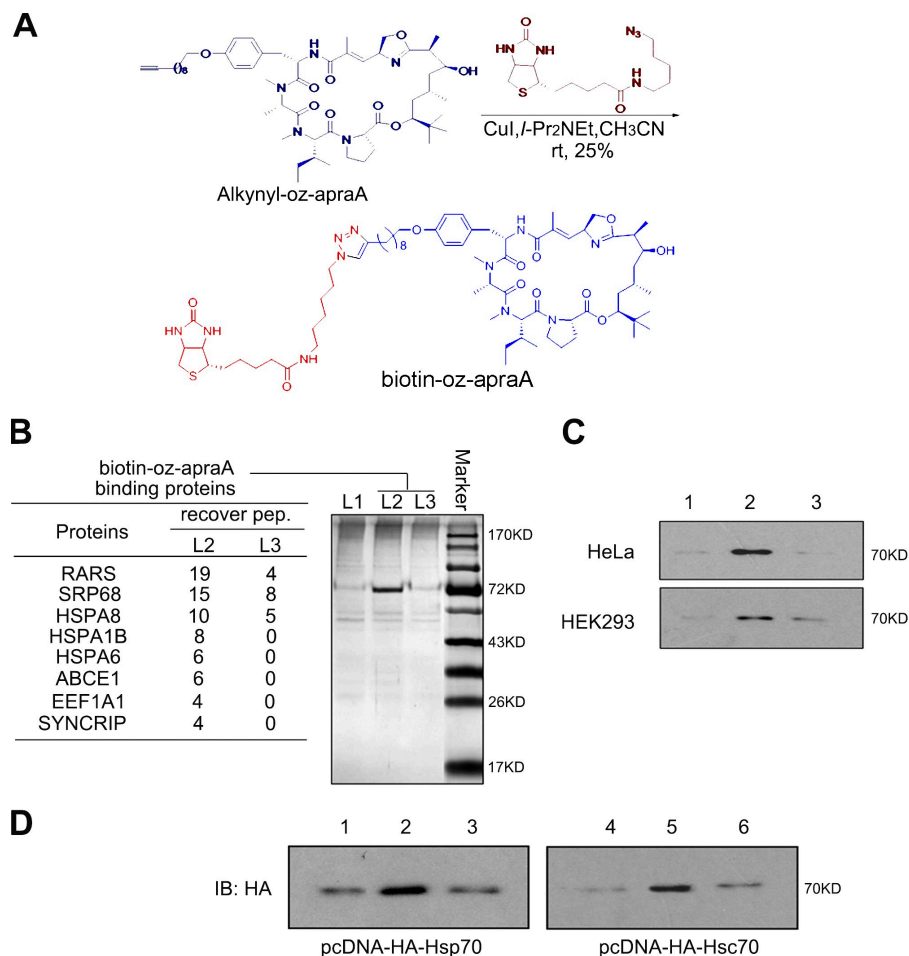 A
Alkynyl-oz-apraA
CuI,i-Pr2NEt,CH3CN
rt, 25%
biotin-oz-apraA
B
biotin-oz-apraA
binding proteins
Proteins recover pep.
L2 L3
RARS 19 4
SRP68 15 8
HSPA8 10 5
HSPA1B 8 0
HSPA6 6 0
ABCE1 6 0
EEF1A1 4 0
SYNCRIP 4 0
L1 L2 L3 Marker
170KD
72KD
43KD
26KD
17KD
C
1 2 3
HeLa 70KD
HEK293 70KD
D
1 2 3 4 5 6
IB: HA 70KD
pcDNA-HA-Hsp70 pcDNA-HA-Hsc70